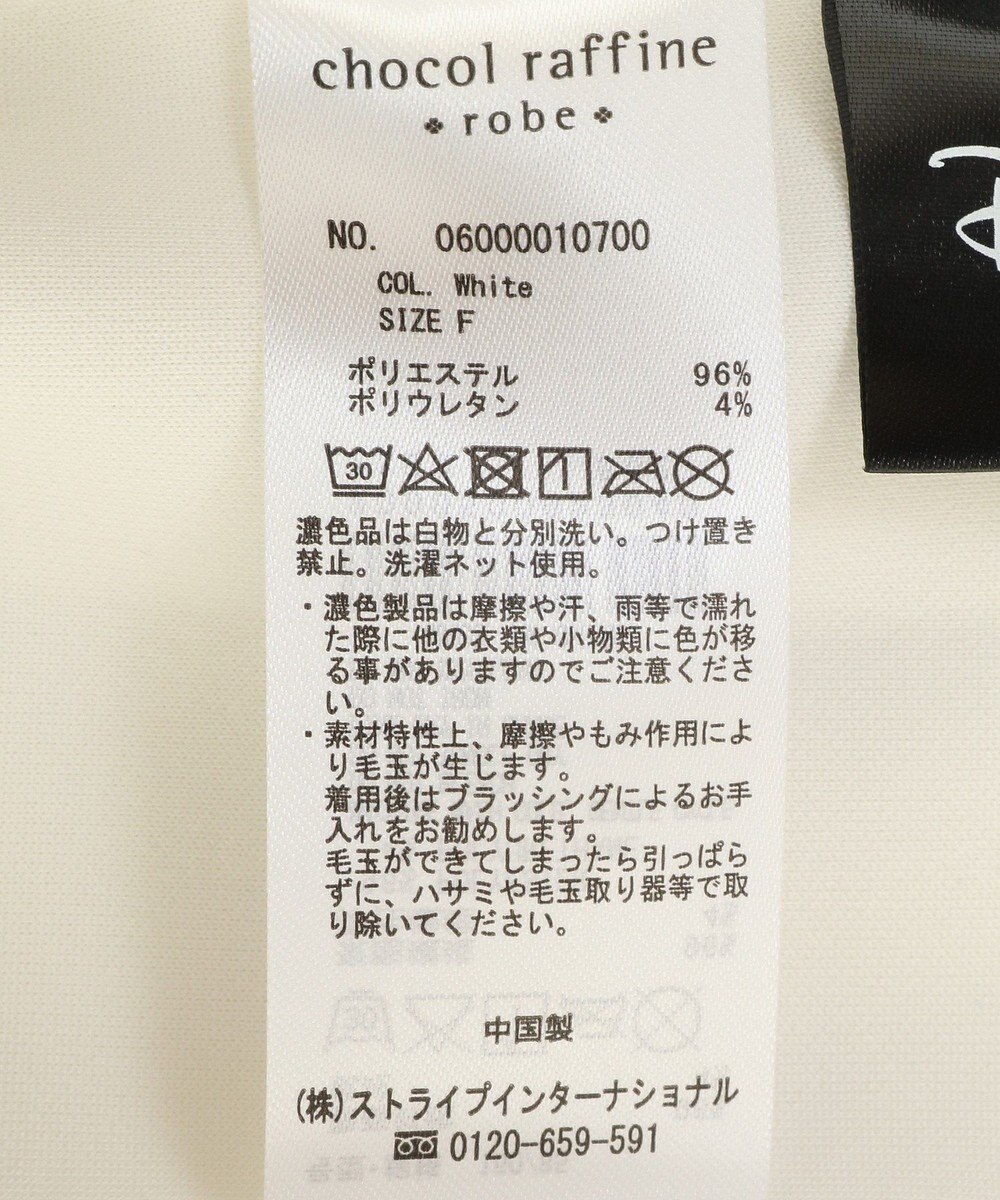 chocol raffine
robe
NO. 06000010700
COL. White
SIZE F
ポリエステル 96%
ポリウレタン 4%
30
濃色品は白物と分別洗い。つけ置き
禁止。洗濯ネット使用。
・濃色製品は摩擦や汗、雨等で濡れ
た際に他の衣類や小物類に色が移
る事がありますのでご注意くださ
い。
・素材特性上、摩擦やもみ作用によ
り毛玉が生じます。
着用後はブラッシングによるお手
入れをお勧めします。
毛玉ができてしまったら引っぱら
ずに、ハサミや毛玉取り器等で取
り除いてください。
中国製
(株)ストライプインターナショナル
0120-659-591